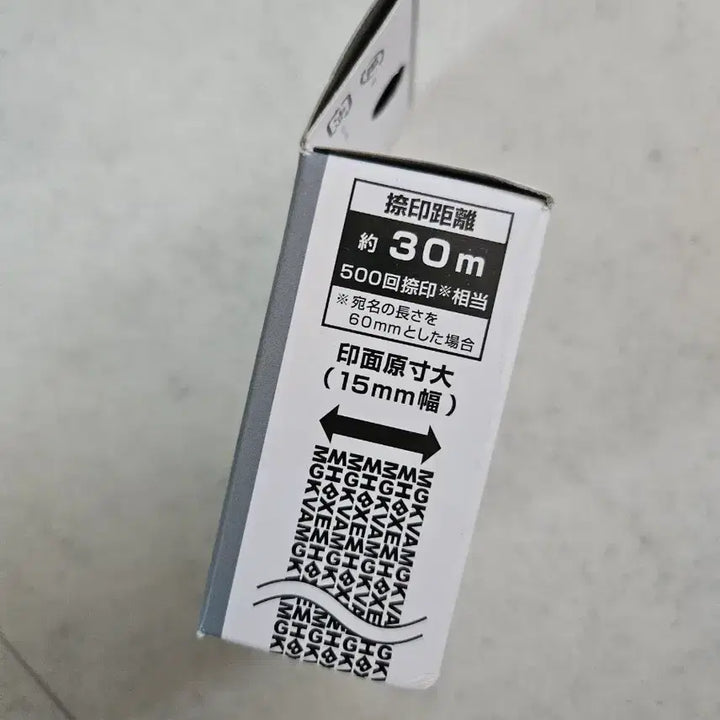 捺印距離
約 30m
500回捺印※相当
※宛名の長さを
60mmとした場合
印面原寸大
(15mm幅)